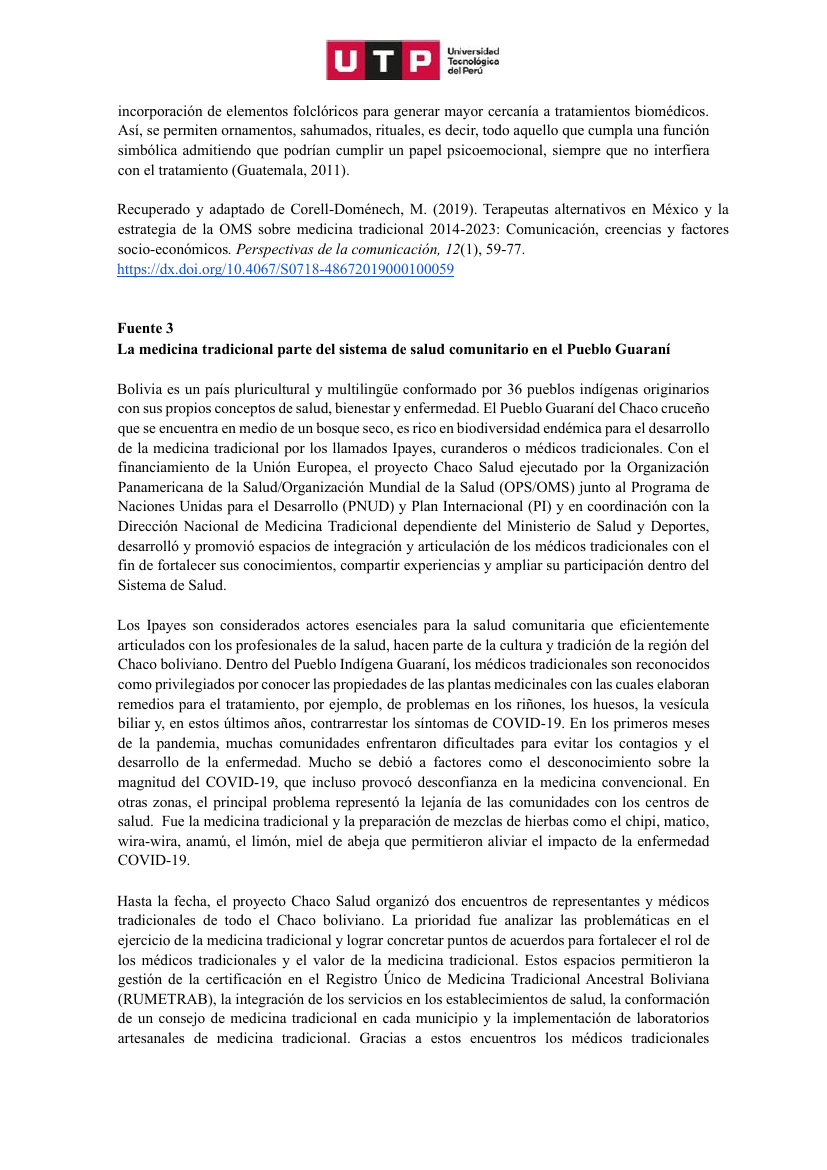 UTP Universidad
Tecnológica
del Perú
incorporación de elementos folclóricos para generar mayor cercanía a tratamientos biomédicos.
Así, se permiten ornamentos, sahumados, rituales, es decir, todo aquello que cumpla una función
simbólica admitiendo que podrían cumplir un papel psicoemocional, siempre que no interfiera
con el tratamiento (Guatemala, 2011).
Recuperado y adaptado de Corell-Doménech, M. (2019). Terapeutas alternativos en México y la
estrategia de la OMS sobre medicina tradicional 2014-2023: Comunicación, creencias y factores
socio-económicos. Perspectivas de la comunicación, 12(1), 59-77.
https://dx.doi.org/10.4067/S0718-48672019000100059
Fuente 3
La medicina tradicional parte del sistema de salud comunitario en el Pueblo Guaraní
Bolivia es un país pluricultural y multilingüe conformado por 36 pueblos indígenas originarios
con sus propios conceptos de salud, bienestar y enfermedad. El Pueblo Guaraní del Chaco cruceño
que se encuentra en medio de un bosque seco, es rico en biodiversidad endémica para el desarrollo
de la medicina tradicional por los llamados Ipayes, curanderos o médicos tradicionales. Con el
financiamiento de la Unión Europea, el proyecto Chaco Salud ejecutado por la Organización
Panamericana de la Salud/Organización Mundial de la Salud (OPS/OMS) junto al Programa de
Naciones Unidas para el Desarrollo (PNUD) y Plan Internacional (PI) y en coordinación con la
Dirección Nacional de Medicina Tradicional dependiente del Ministerio de Salud y Deportes,
desarrolló y promovió espacios de integración y articulación de los médicos tradicionales con el
fin de fortalecer sus conocimientos, compartir experiencias y ampliar su participación dentro del
Sistema de Salud.
Los Ipayes son considerados actores esenciales para la salud comunitaria que eficientemente
articulados con los profesionales de la salud, hacen parte de la cultura y tradición de la región del
Chaco boliviano. Dentro del Pueblo Indígena Guaraní, los médicos tradicionales son reconocidos
como privilegiados por conocer las propiedades de las plantas medicinales con las cuales elaboran
remedios para el tratamiento, por ejemplo, de problemas en los riñones, los huesos, la vesícula
biliar y, en estos últimos años, contrarrestar los síntomas de COVID-19. En los primeros meses
de la pandemia, muchas comunidades enfrentaron dificultades para evitar los contagios y el
desarrollo de la enfermedad. Mucho se debió a factores como el desconocimiento sobre la
magnitud del COVID-19, que incluso provocó desconfianza en la medicina convencional. En
otras zonas, el principal problema representó la lejanía de las comunidades con los centros de
salud. Fue la medicina tradicional y la preparación de mezclas de hierbas como el chipi, matico,
wira-wira, anamú, el limón, miel de abeja que permitieron aliviar el impacto de la enfermedad
COVID-19.
Hasta la fecha, el proyecto Chaco Salud organizó dos encuentros de representantes y médicos
tradicionales de todo el Chaco boliviano. La prioridad fue analizar las problemáticas en el
ejercicio de la medicina tradicional y lograr concretar puntos de acuerdos para fortalecer el rol de
los médicos tradicionales y el valor de la medicina tradicional. Estos espacios permitieron la
gestión de la certificación en el Registro Único de Medicina Tradicional Ancestral Boliviana
(RUMETRAB), la integración de los servicios en los establecimientos de salud, la conformación
de un consejo de medicina tradicional en cada municipio y la implementación de laboratorios
artesanales de medicina tradicional. Gracias a estos encuentros los médicos tradicionales